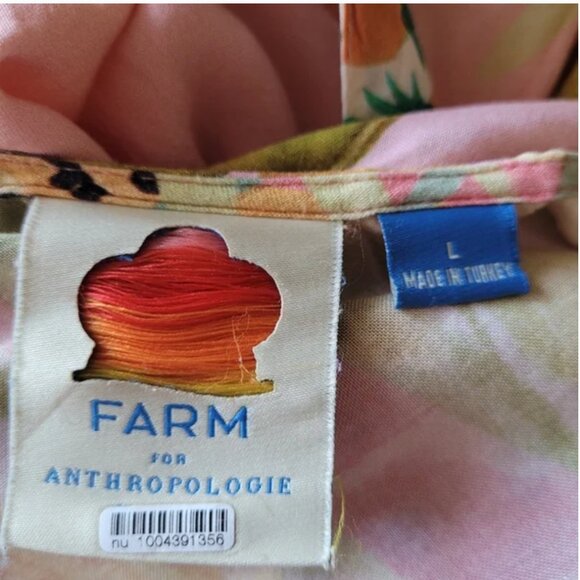 L
MADE IN TURKEY
FARM
FOR
ANTHROPOLOGIE
nu 1004391356